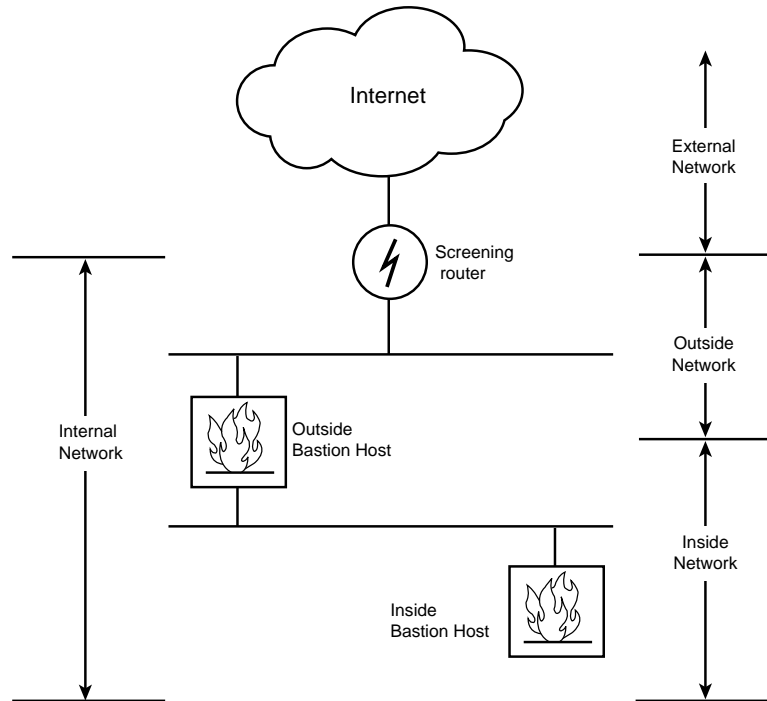 Internet
External
Network
Screening
router
Outside
Network
Internal
Network
Outside
Bastion Host
Inside
Network
Inside
Bastion Host